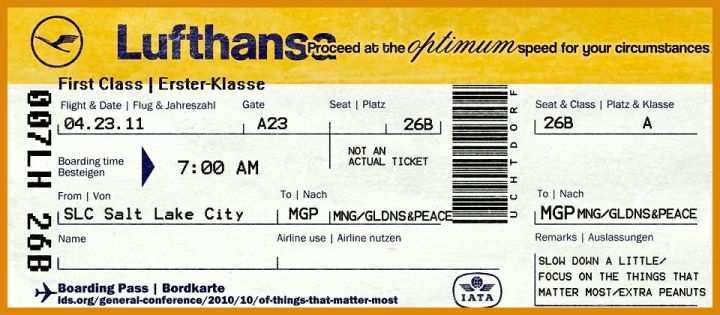 Lufthansa Proceed at the optimum speed for your circumstances
First Class | Erster-Klasse
Flight & Date | Flug & Jahreszahl
Gate
Seat | Platz
04.23.11
A23
26B
Boarding time
Besteigen
7:00 AM
NOT AN
ACTUAL TICKET
From | Von
To | Nach
SLC Salt Lake City
MGP
MNG/GLDNS&PEACE
Name
Airline use | Airline nutzen
Boarding Pass | Bordkarte
lds.org/general-conference/2010/10/of-things-that-matter-most
IATA
007LH 26B
UCHTDORF
Seat & Class | Platz & Klasse
26B
A
To | Nach
MGP MNG/GLDNS&PEACE
Remarks | Auslassungen
SLOW DOWN A LITTLE/
FOCUS ON THE THINGS THAT
MATTER MOST/EXTRA PEANUTS